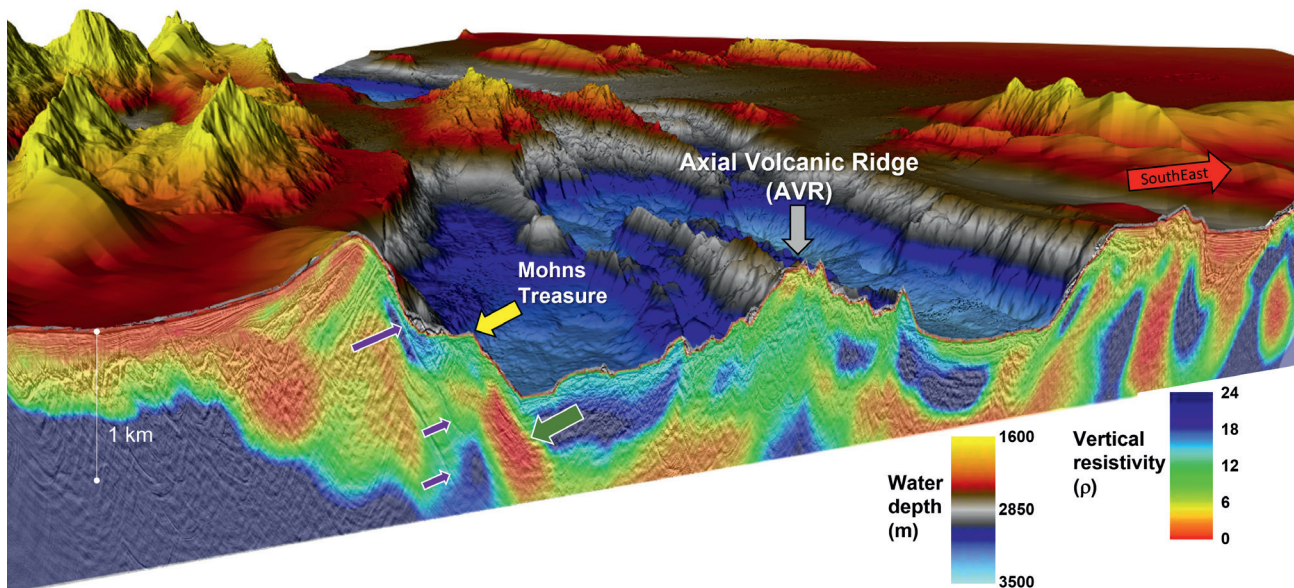 Axial Volcanic Ridge
(AVR)
SouthEast
Mohns
Treasure
1 km
Water
depth
(m)
1600
2850
3500
Vertical
resistivity
(ρ)
24
18
12
6
0